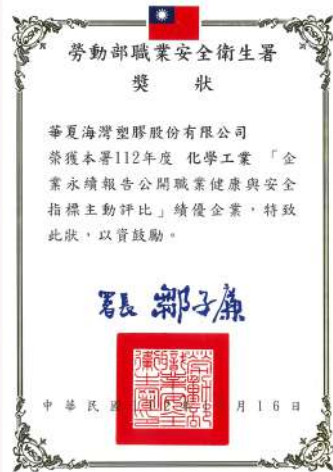 勞動部職業安全衛生署
獎狀
華夏海灣塑膠股份有限公司
榮獲本署112年度 化學工業 「企
業永續報告公開職業健康與安全
指標主動評比」績優企業，特致
此狀，以資鼓勵。
署長 鄒子廉
中華民國 月16日